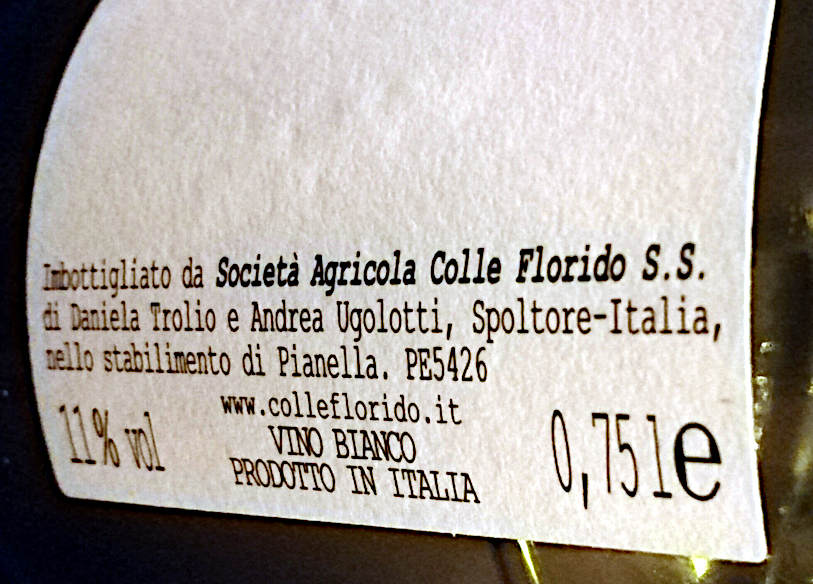 Imbottigliato da Società Agricola Colle Florido S.S.
di Daniela Trolio e Andrea Ugolotti, Spoltore-Italia,
nello stabilimento di Pianella. PE5426
www.colleflorido.it
11% vol
VINO BIANCO
PRODOTTO IN ITALIA
0,75le